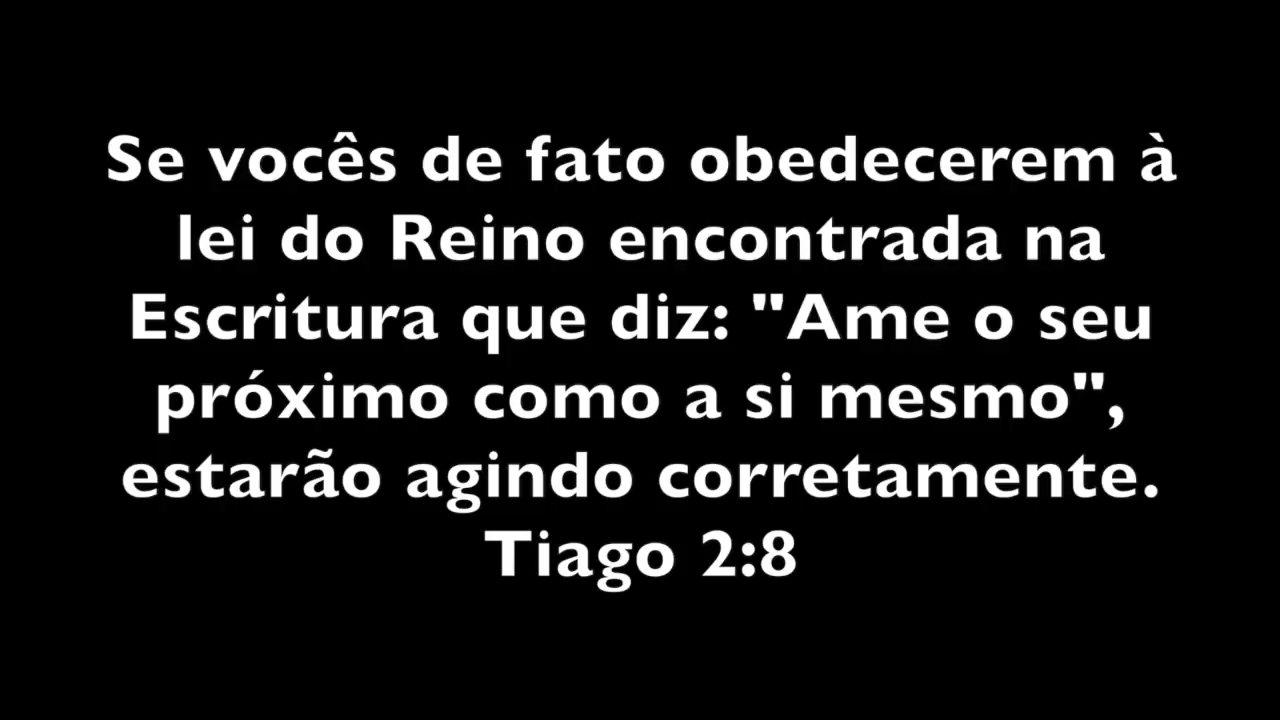 Se vocês de fato obedecerem à
lei do Reino encontrada na
Escritura que diz: "Ame o seu
próximo como a si mesmo",
estarão agindo corretamente.
Tiago 2:8